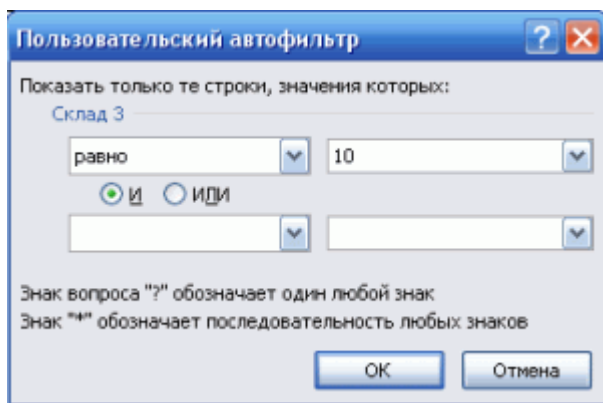 Пользовательский автофильтр
Показать только те строки, значения которых:
Склад 3
равно 10
И ИЛИ
Знак вопроса "?" обозначает один любой знак
Знак "*" обозначает последовательность любых знаков
ОК Отмена